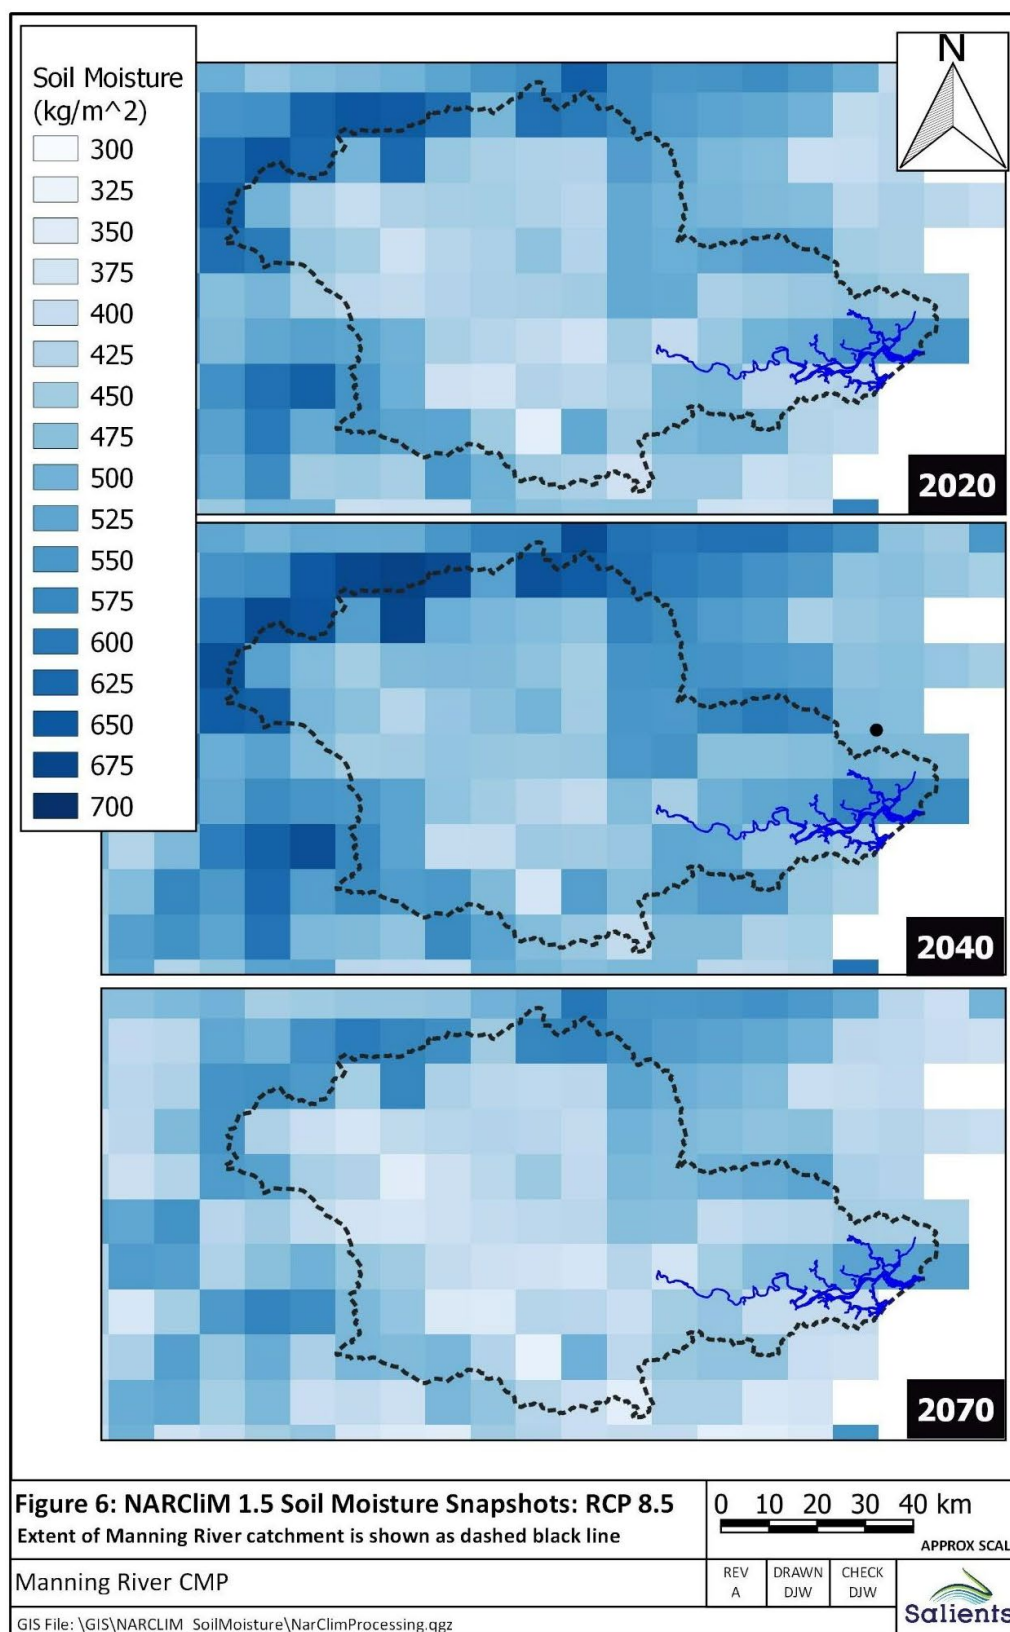 Soil Moisture
(kg/m^2)
300
325
350
375
400
425
450
475
500
525
550
575
600
625
650
675
700
N
2020
2040
2070
Figure 6: NARCliM 1.5 Soil Moisture Snapshots: RCP 8.5
Extent of Manning River catchment is shown as dashed black line
0 10 20 30 40 km
APPROX SCAL
Manning River CMP
REV
A
DRAWN
DJW
CHECK
DJW
Salients
GIS File: \GIS\NARCLIM_SoilMoisture\NarClimProcessing.qgz